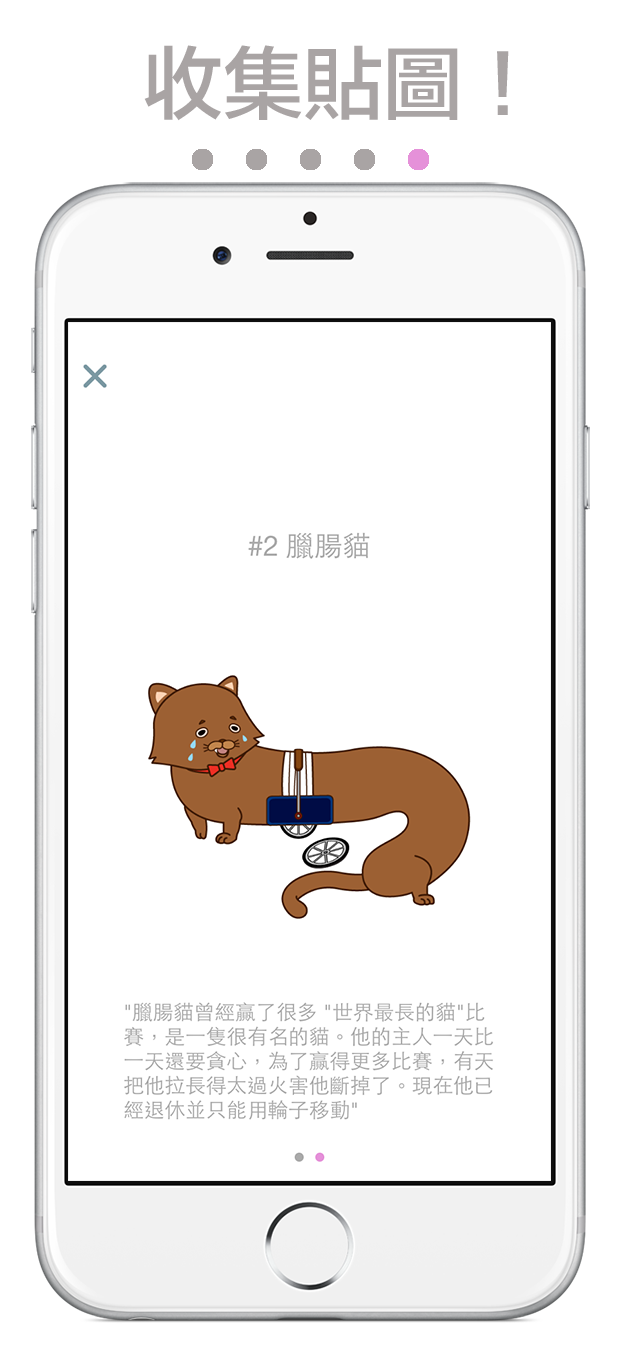 收集貼圖！
#2 臘腸貓
"臘腸貓曾經贏了很多 "世界最長的貓"比
賽，是一隻很有名的貓。他的主人一天比
一天還要貪心，為了贏得更多比賽，有天
把他拉長得太過火害他斷掉了。現在他已
經退休並只能用輪子移動"